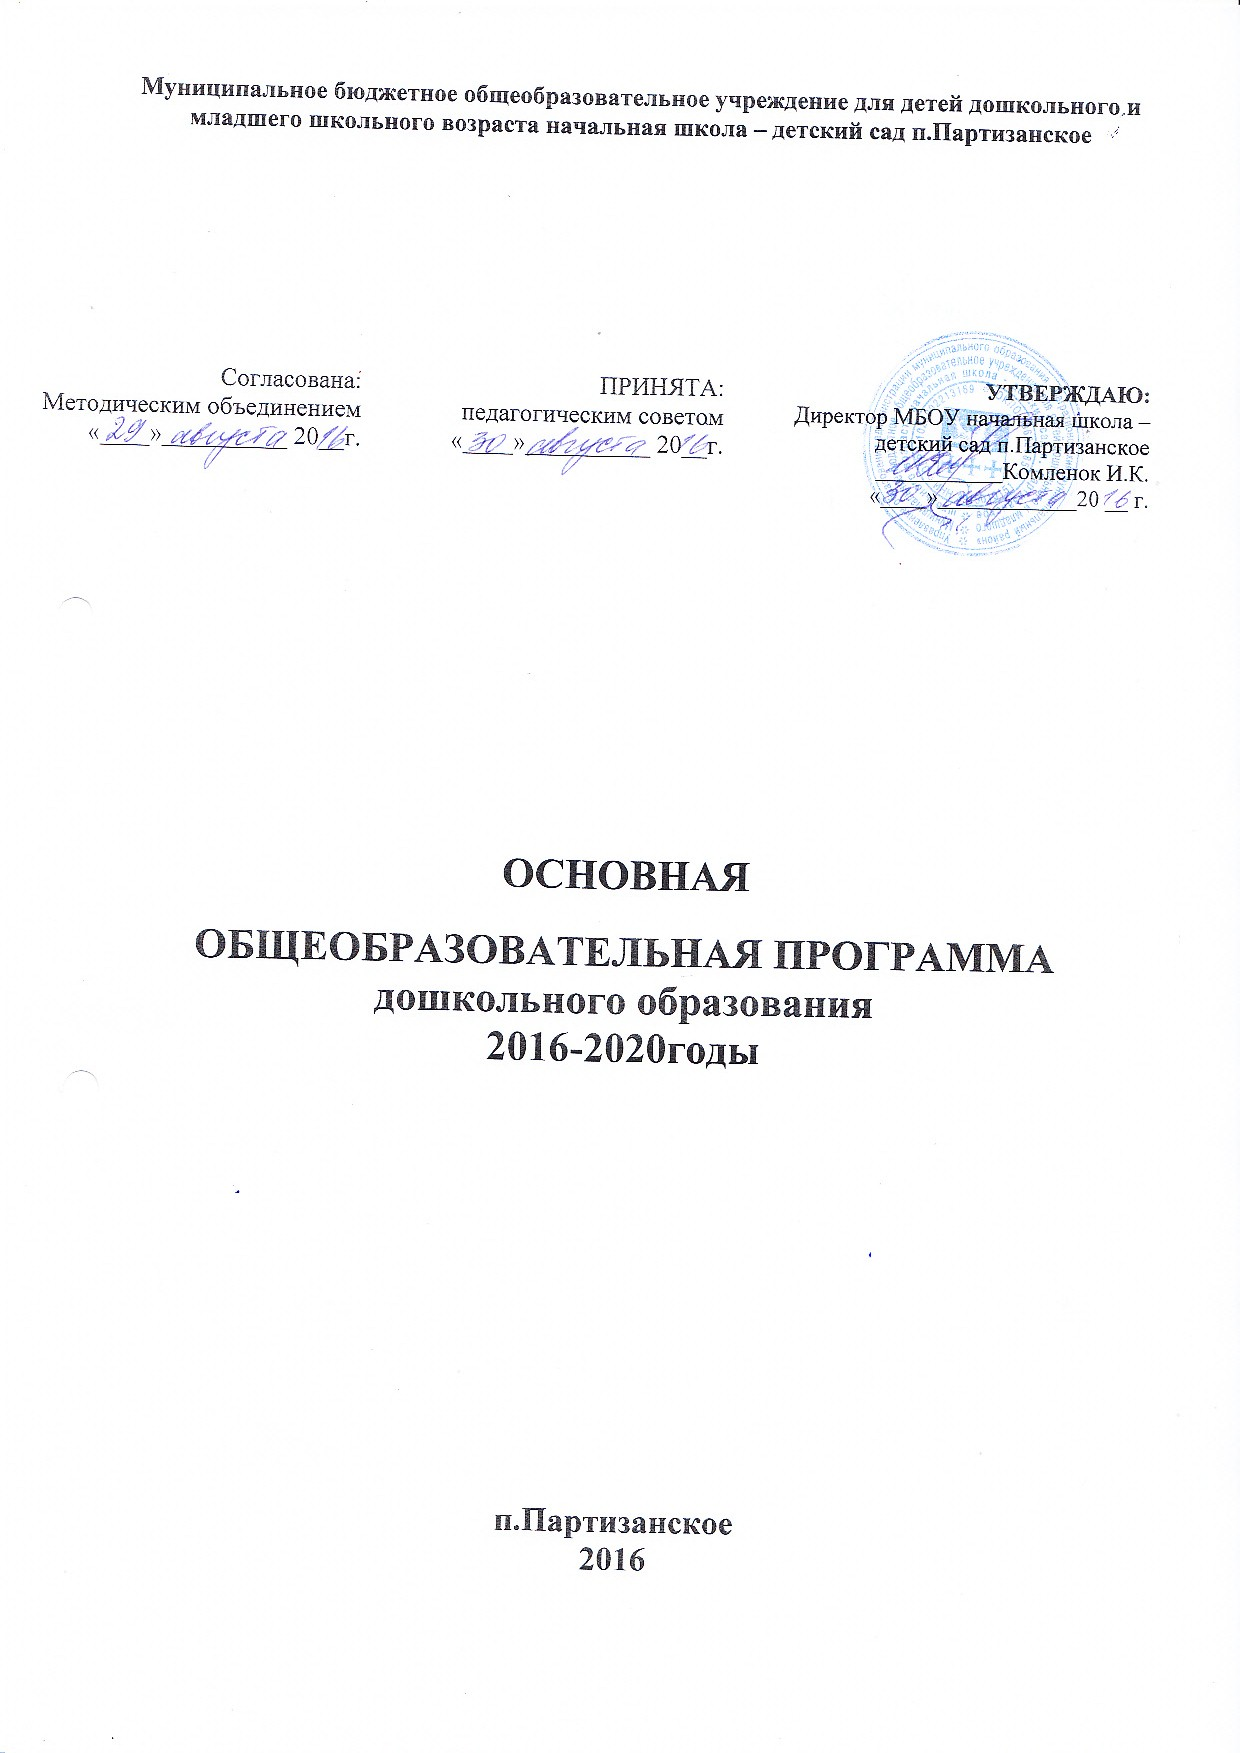 Муниципальное бюджетное общеобразовательное учреждение для детей дошкольного и
младшего школьного возраста начальная школа – детский сад п.Партизанское
Согласована:
Методическим объединением
«29» августа 2016г.
ПРИНЯТА:
педагогическим советом
«30» августа 2016г.
УТВЕРЖДАЮ:
Директор МБОУ начальная школа –
детский сад п.Партизанское
Комленок И.К.
«30» августа 2016 г.
ОСНОВНАЯ
ОБЩЕОБРАЗОВАТЕЛЬНАЯ ПРОГРАММА
дошкольного образования
2016-2020годы
п.Партизанское
2016